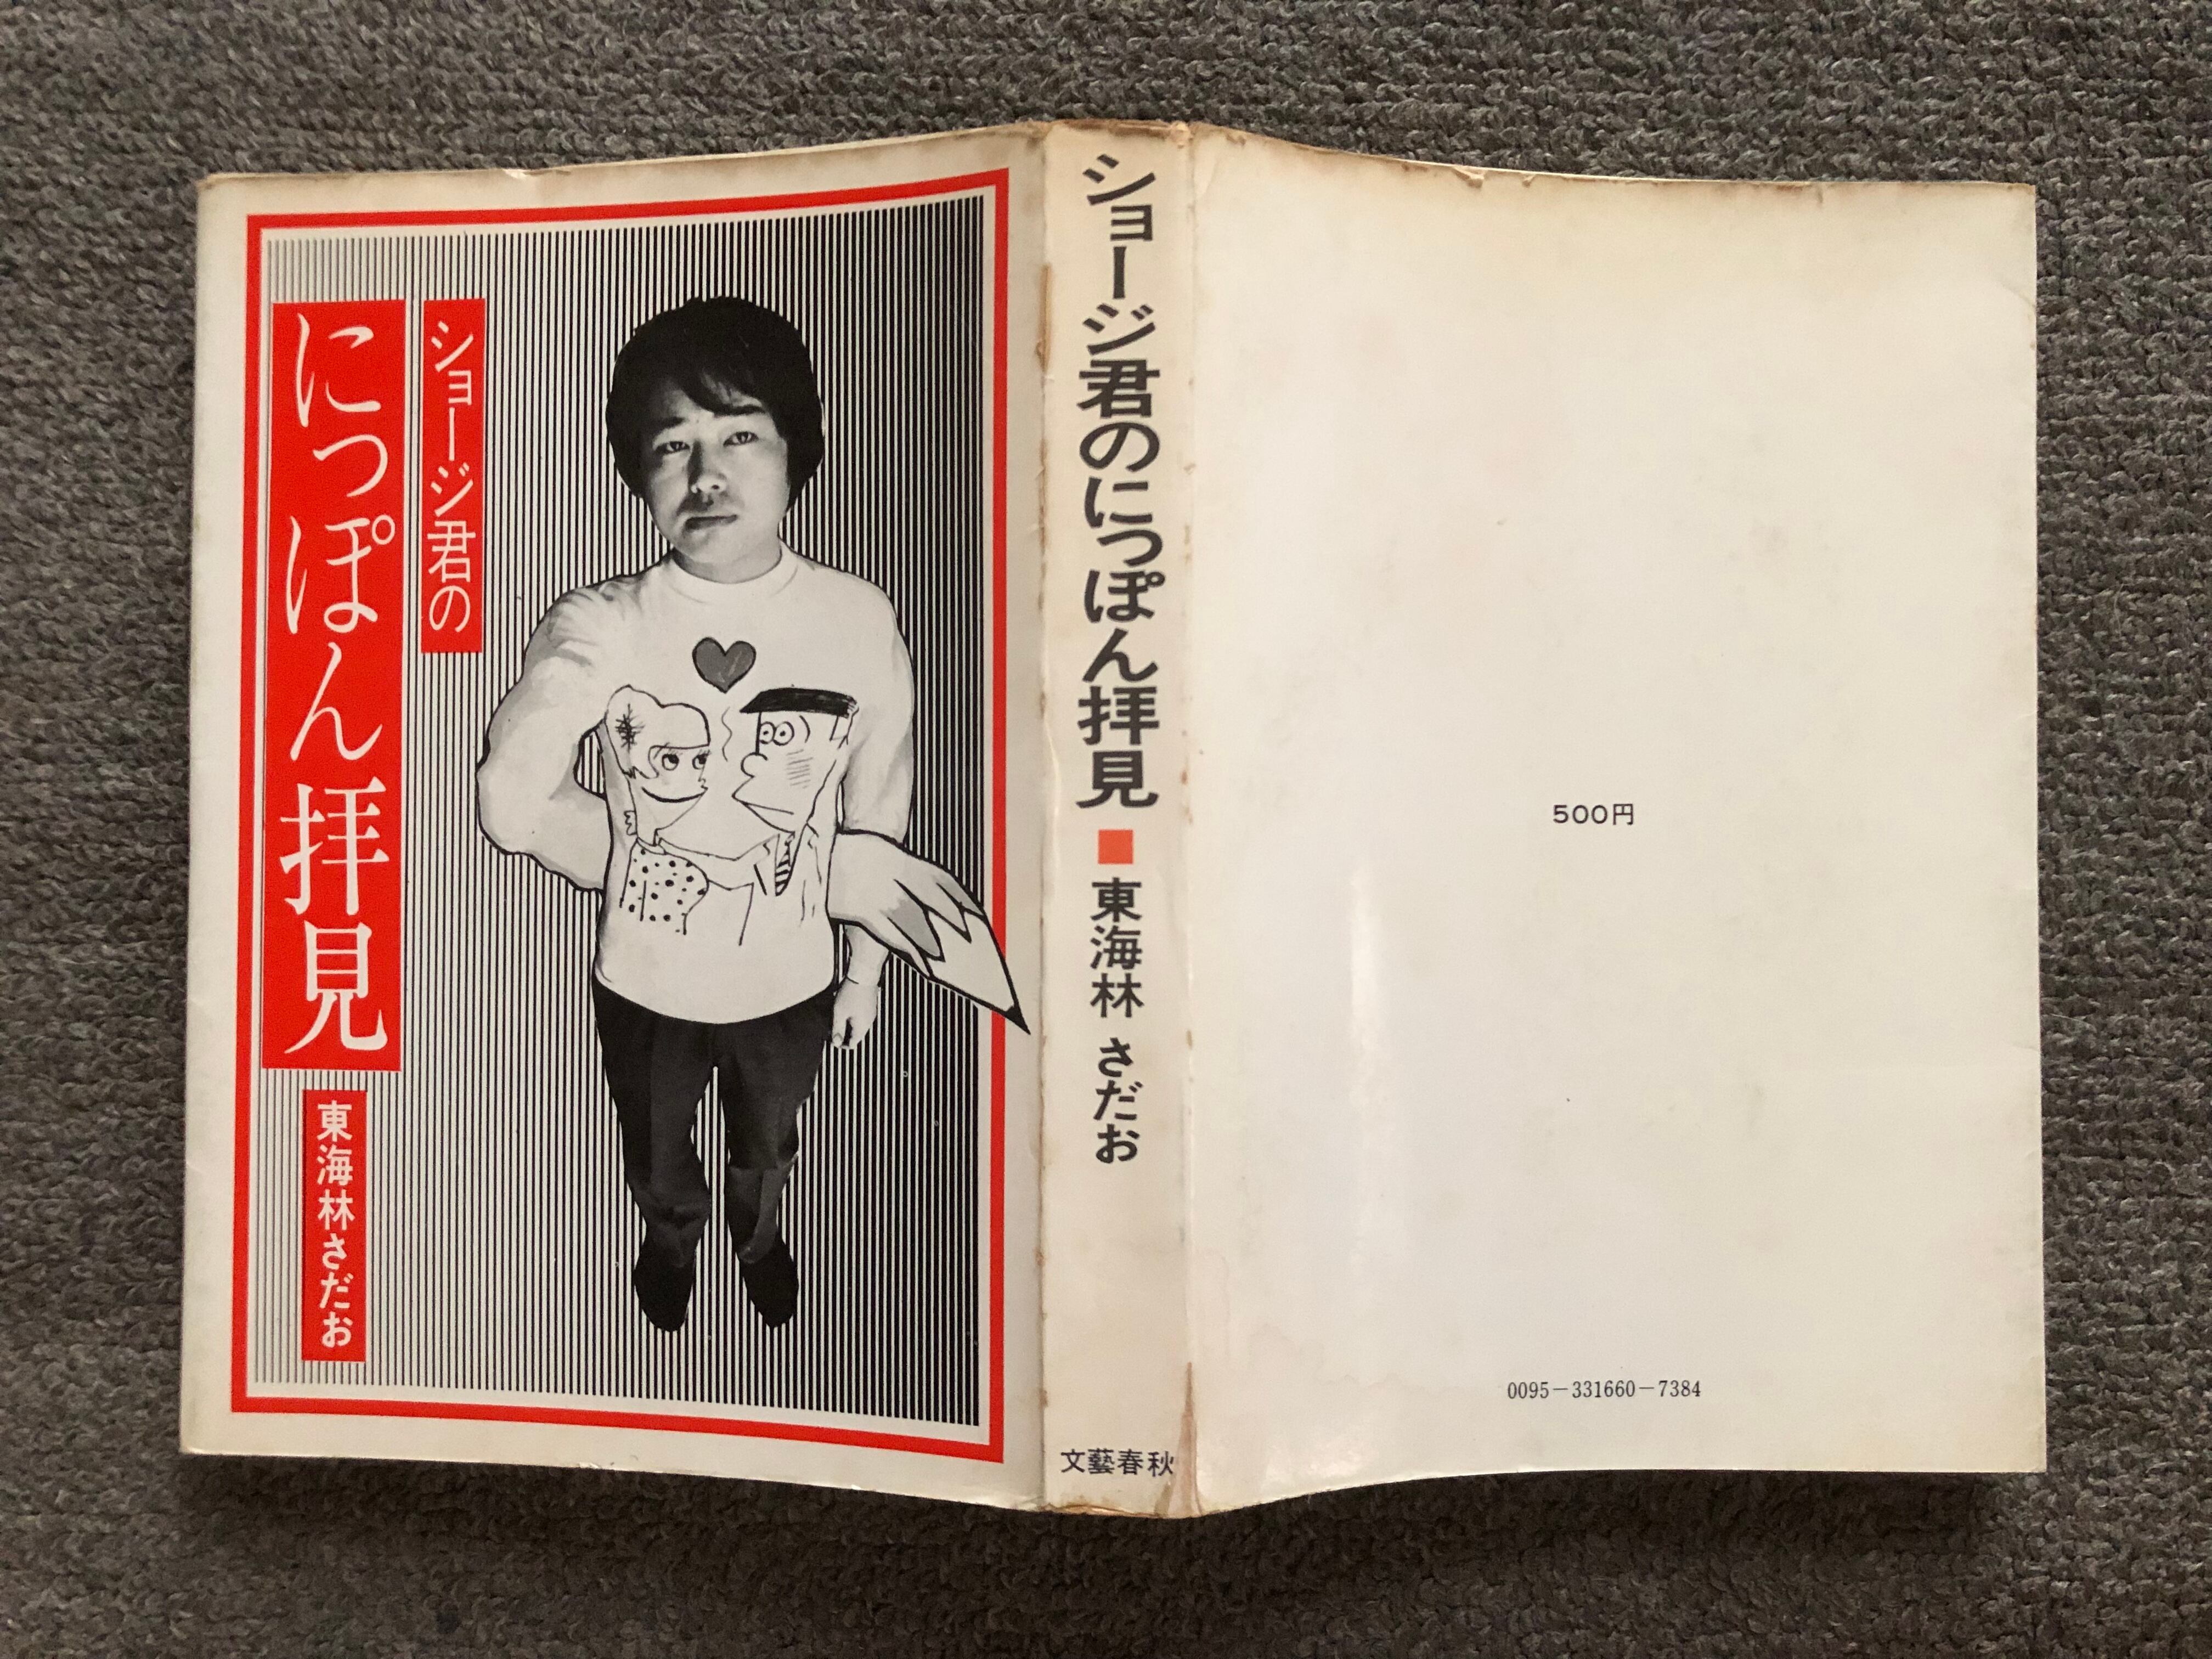 ショージ君の
にっぽん拝見
東海林さだお
ショージ君のにっぽん拝見■東海林さだお
文藝春秋
500円
0095-331660-7384